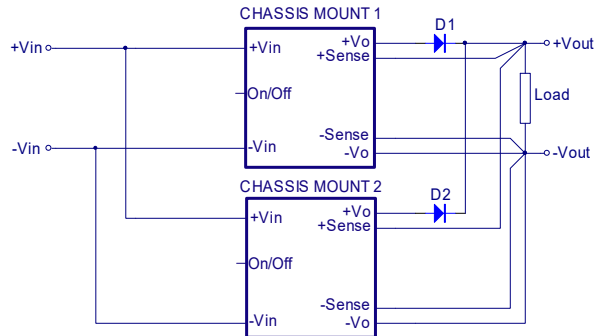 CHASSIS MOUNT 1
D1
+Vin
+Vin
+Vo
+Sense
+Vout
On/Off
Load
-Vin
-Vin
-Sense
-Vo
-Vout
CHASSIS MOUNT 2
D2
+Vin
+Vo
+Sense
On/Off
-Sense
-Vin
-Vo